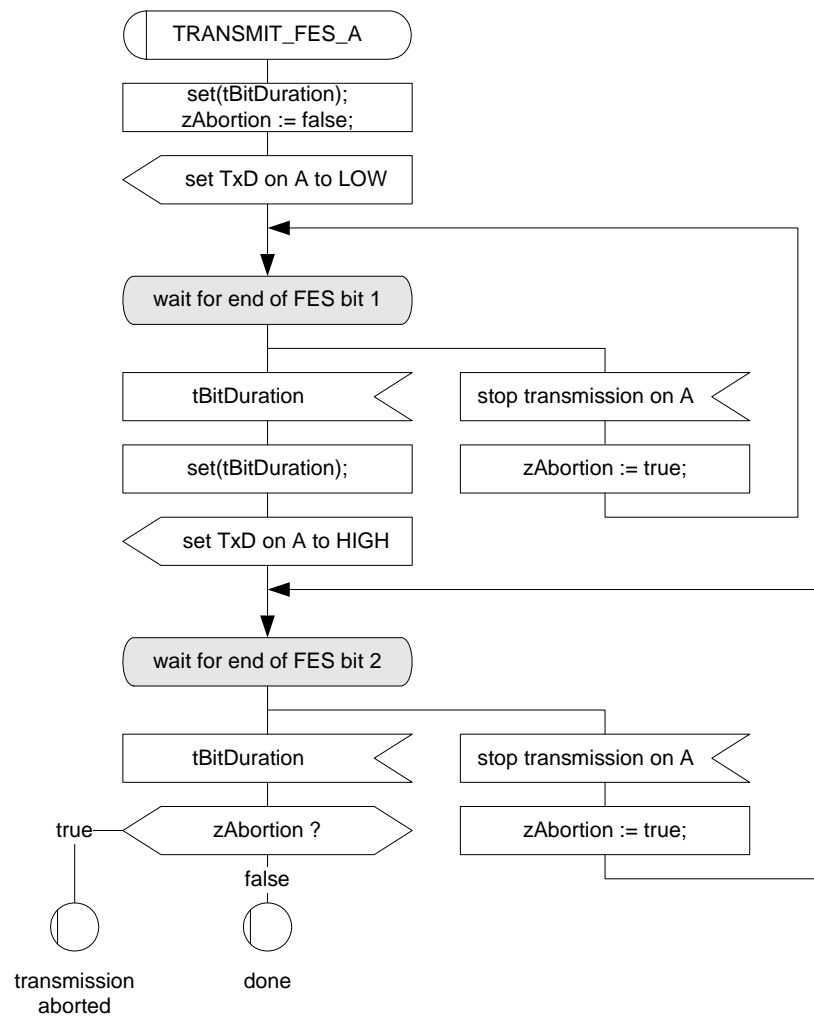 TRANSMIT_FES_A
set(tBitDuration);
zAbortion := false;
set TxD on A to LOW
wait for end of FES bit 1
tBitDuration
stop transmission on A
set(tBitDuration);
zAbortion := true;
set TxD on A to HIGH
wait for end of FES bit 2
tBitDuration
stop transmission on A
true
zAbortion ?
zAbortion := true;
false
transmission
aborted
done